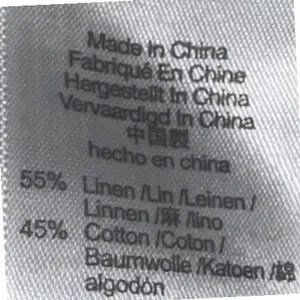 Made In China
Fabriqué En Chine
Hergestellt In China
Vervaardigd In China
中国製
hecho en china
55% Linen /Lin /Leinen /
Linnen /麻 /lino
45% Cotton /Coton /
Baumwolle /Katoen /綿
algodón